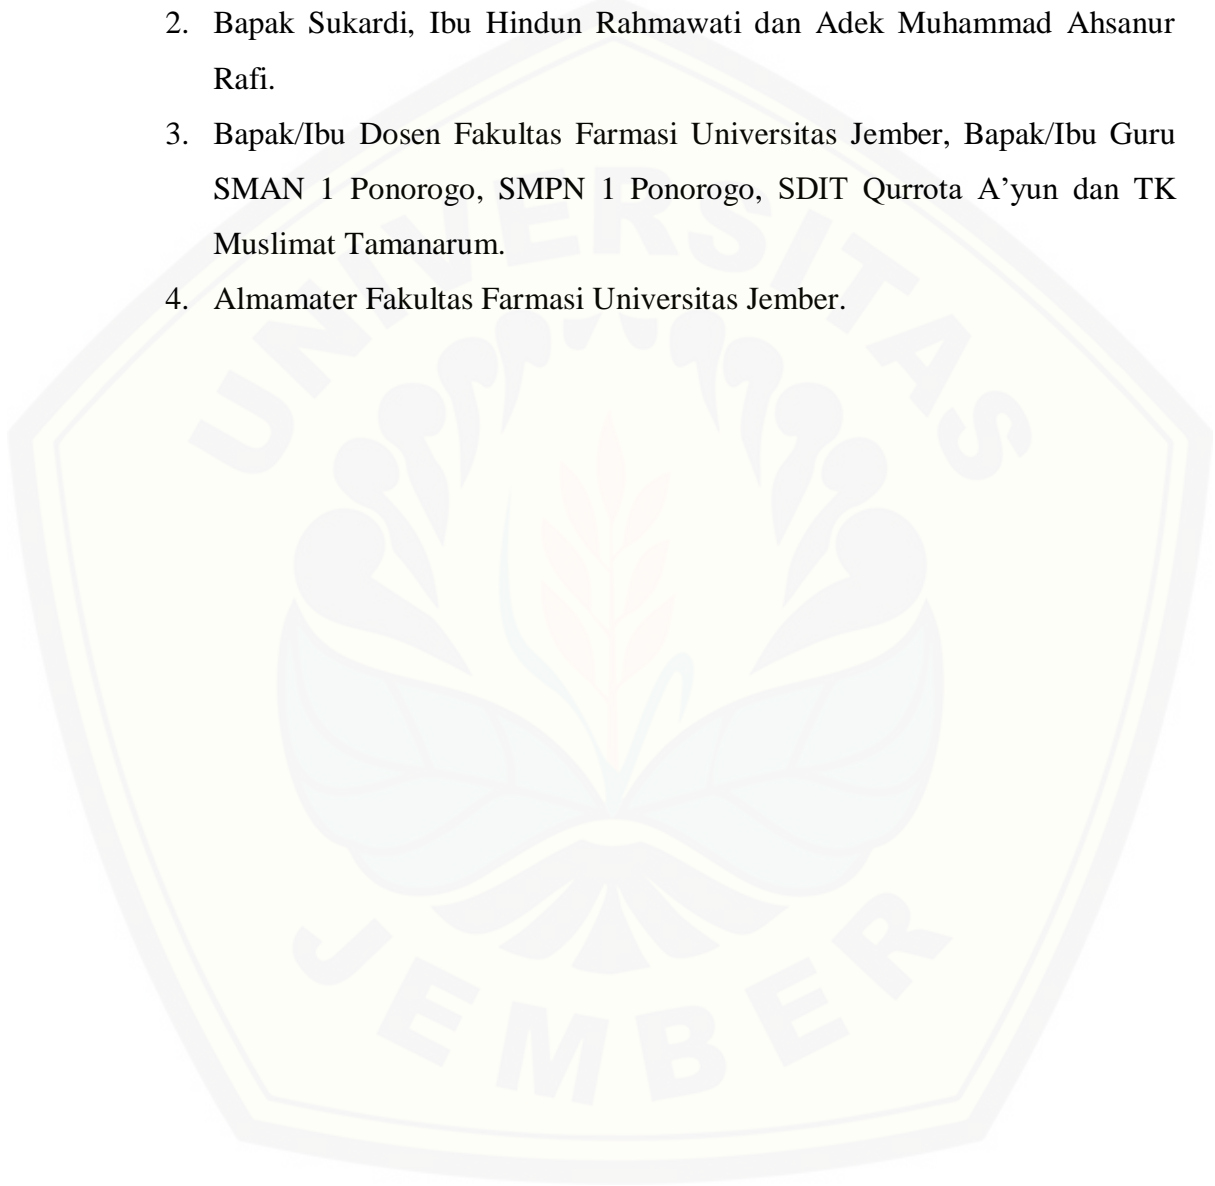 2. Bapak Sukardi, Ibu Hindun Rahmawati dan Adek Muhammad Ahsanur
Rafi.
3. Bapak/Ibu Dosen Fakultas Farmasi Universitas Jember, Bapak/Ibu Guru
SMAN 1 Ponorogo, SMPN 1 Ponorogo, SDIT Qurrota A’yun dan TK
Muslimat Tamanarum.
4. Almamater Fakultas Farmasi Universitas Jember.
UNIVERSITAS
JEMBER